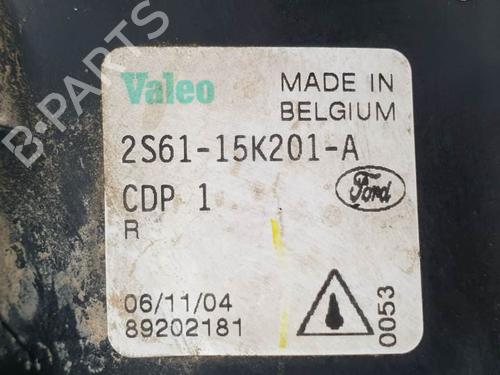 Valeo
MADE IN
BELGIUM
2S61-15K201-A
CDP 1
Ford
R
06/11/04
89202181
0053
B-PARTS